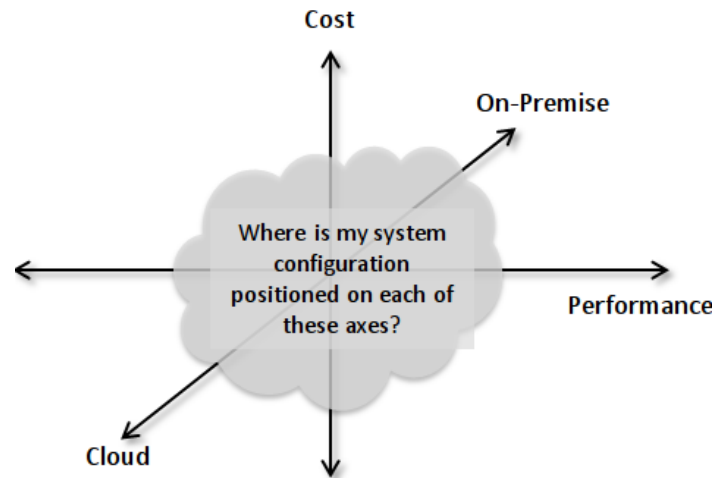 Cost
On-Premise
Where is my system
configuration
positioned on each of
these axes?
Performance
Cloud